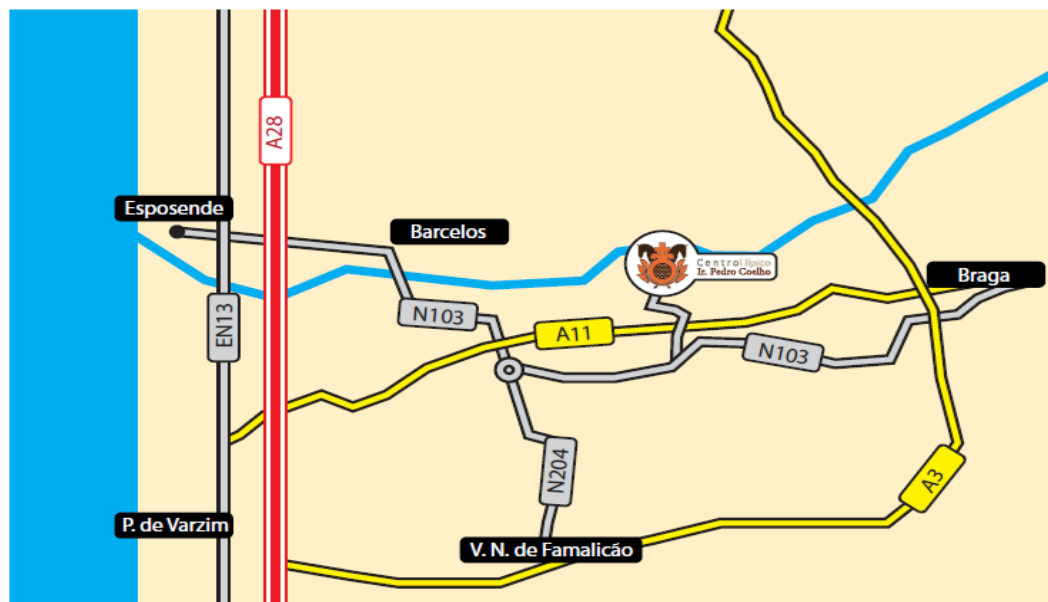 A28
Esposende
Barcelos
Centro Hípico
Ir. Pedro Coelho
Braga
N103
EN13
A11
N103
N204
A3
P. de Varzim
V. N. de Famalicão